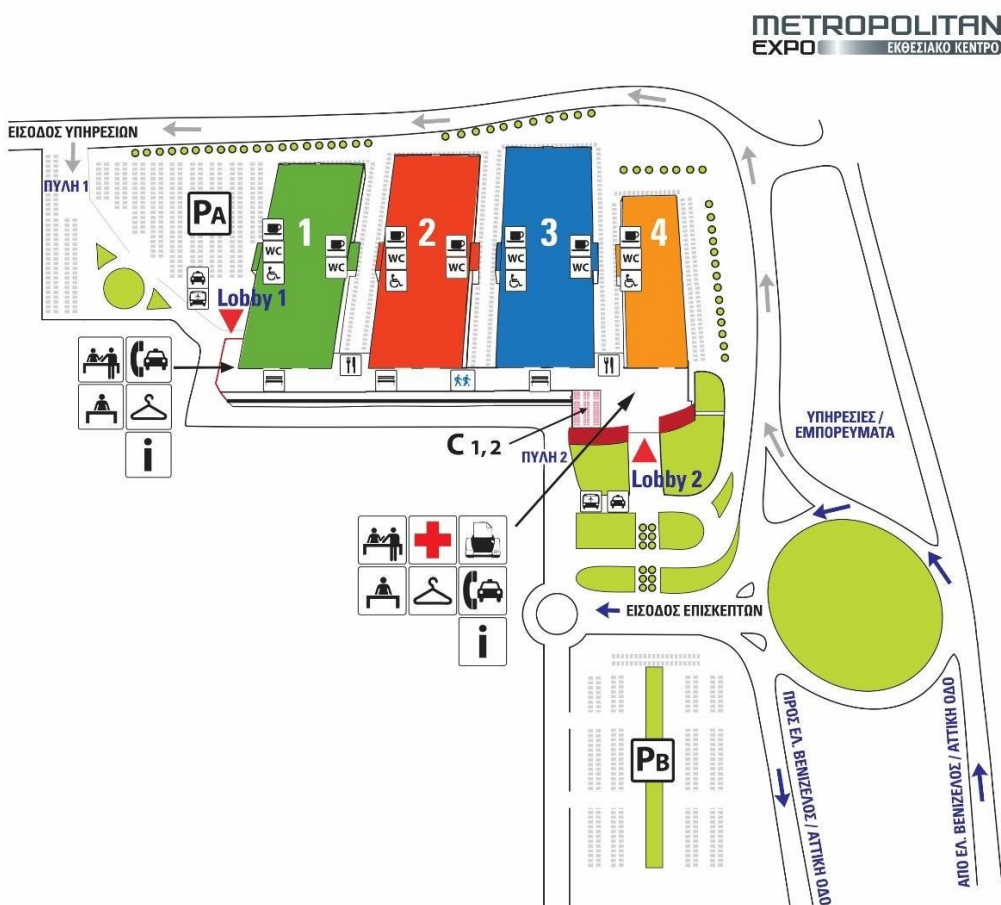 METROPOLITAN
EXPO ΕΚΘΕΣΙΑΚΟ ΚΕΝΤΡΟ
ΕΙΣΟΔΟΣ ΥΠΗΡΕΣΙΩΝ
ΠΥΛΗ 1
PA
1
2
3
4
WC
WC
WC
WC
WC
WC
WC
Lobby 1
i
C 1,2
ΠΥΛΗ 2
Lobby 2
ΥΠΗΡΕΣΙΕΣ /
ΕΜΠΟΡΕΥΜΑΤΑ
i
ΕΙΣΟΔΟΣ ΕΠΙΣΚΕΠΤΩΝ
PB
ΠΡΟΣ ΕΛ. ΒΕΝΙΖΕΛΟΣ / ΑΤΤΙΚΗ ΟΔΟ
ΑΠΟ ΕΛ. ΒΕΝΙΖΕΛΟΣ / ΑΤΤΙΚΗ ΟΔΟ